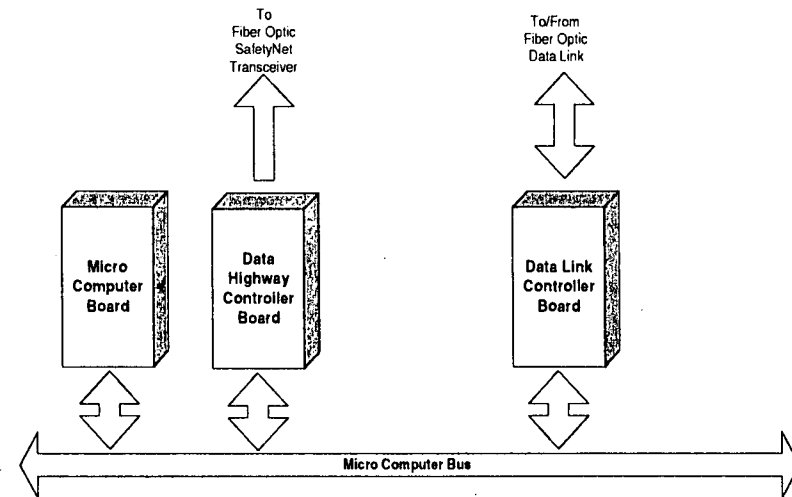 To
Fiber Optic
SafetyNet
Transceiver
To/From
Fiber Optic
Data Link
Micro
Computer
Board
Data
Highway
Controller
Board
Data Link
Controller
Board
Micro Computer Bus